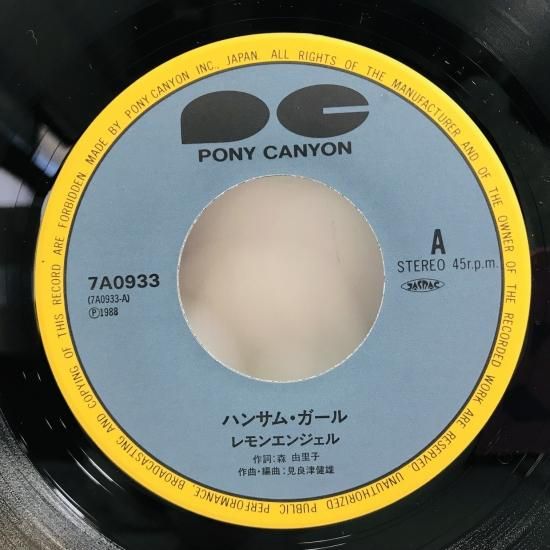 MADE BY PONY CANYON INC., JAPAN. ALL RIGHTS OF THE MANUFACTURER AND OF THE OWNER OF THE RECORDED WORK ARE RESERVED UNAUTHORIZED PUBLIC PERFORMANCE, BROADCASTING AND COPYING OF THIS RECORD ARE FORBIDDEN
PC
PONY CANYON
A
STEREO 45r.p.m.
JASRAC
7A0933
(7A0933-A)
Ⓟ1988
ハンサム・ガール
レモンエンジェル
作詞:森 由里子
作曲・編曲:見良津健雄